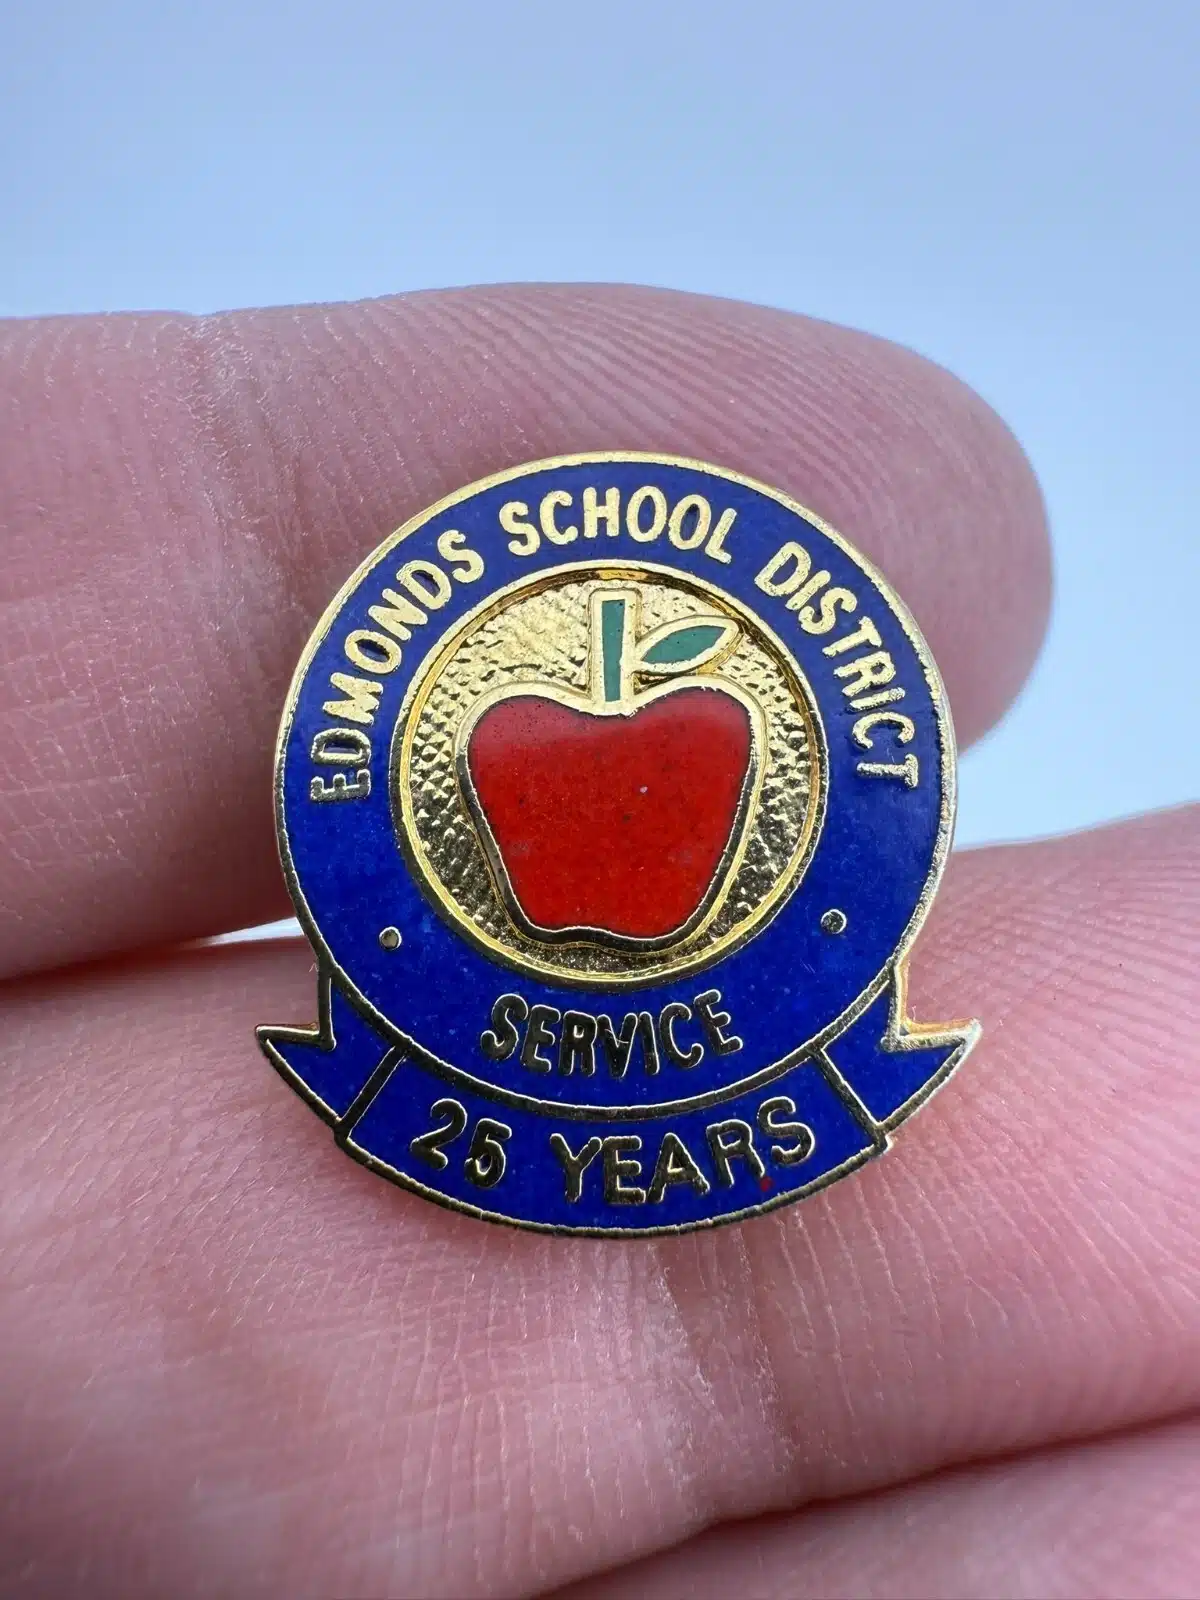 EDMONDS SCHOOL DISTRICT
SERVICE
25 YEARS